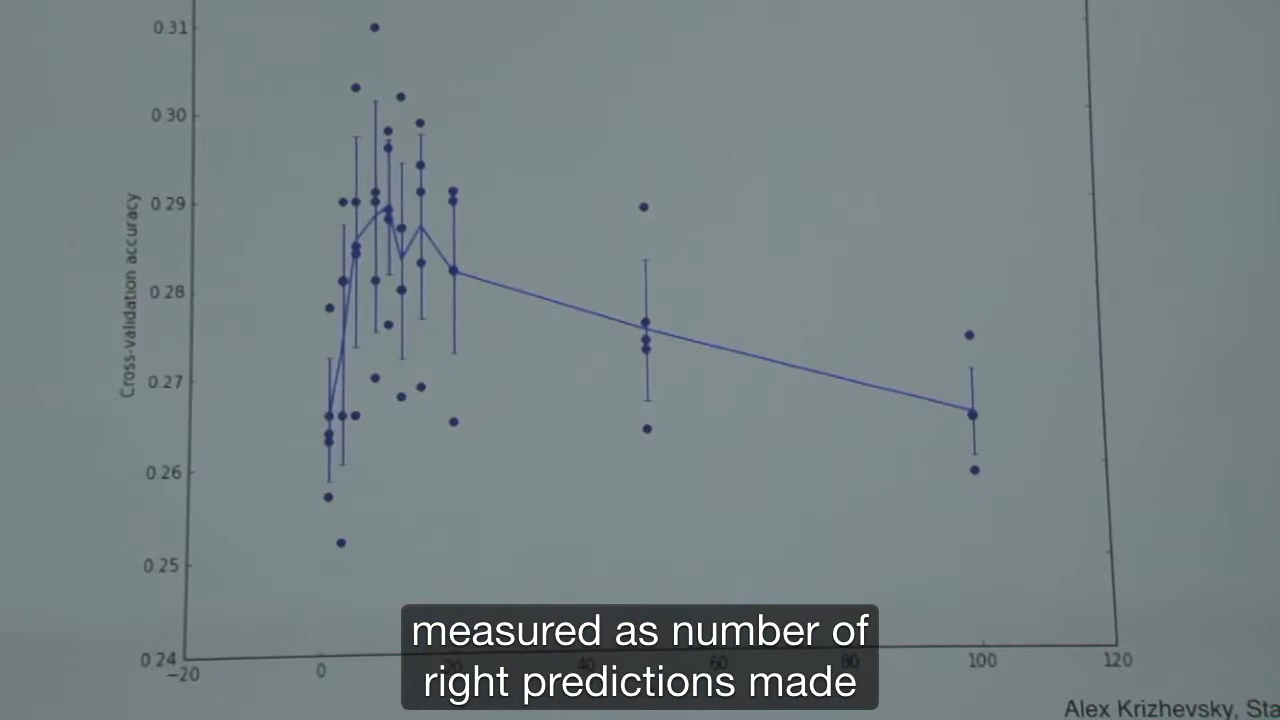 0.31
0.30
0.29
0.28
0.27
0.26
0.25
0.24
Cross-validation accuracy
−20 0 20 40 60 80 100 120
measured as number of
right predictions made
Alex Krizhevsky, Sta